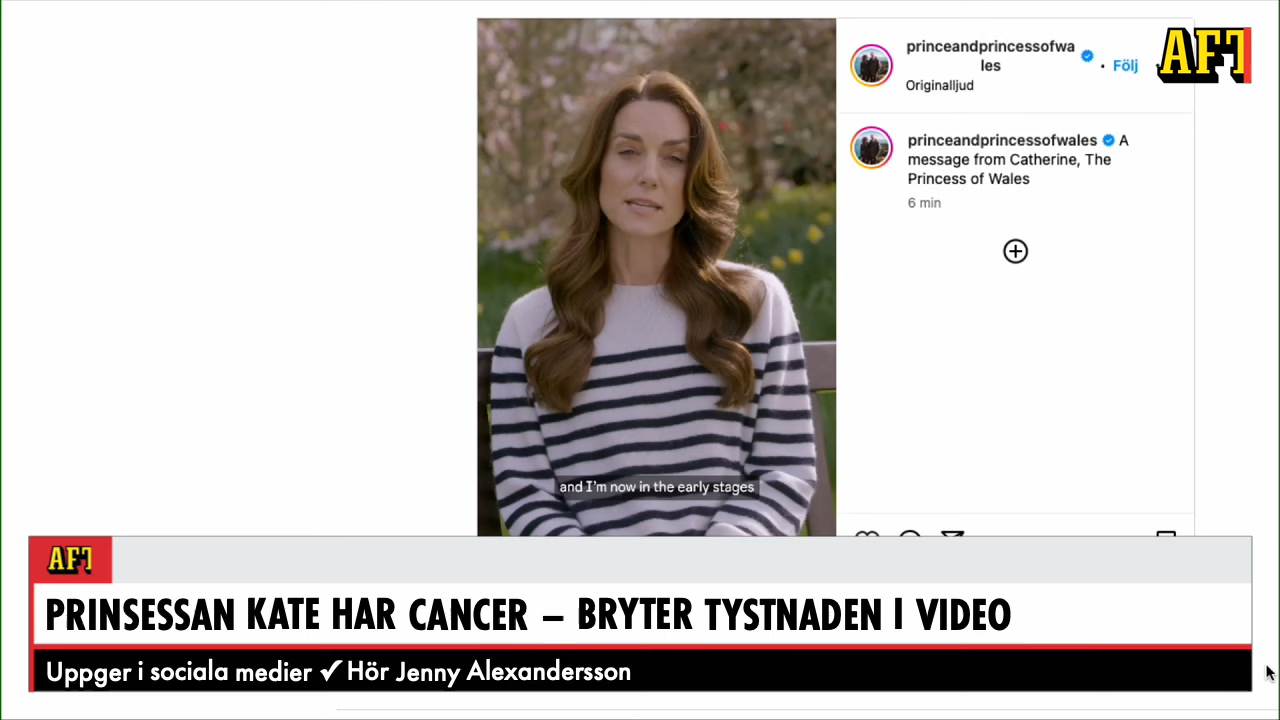 princeandprincessofwa
les
• Följ
Originalljud
AFT
princeandprincessofwales A
message from Catherine, The
Princess of Wales
6 min
and I'm now in the early stages
AFT
PRINSESSAN KATE HAR CANCER – BRYTER TYSTNADEN I VIDEO
Uppger i sociala medier ✓ Hör Jenny Alexandersson